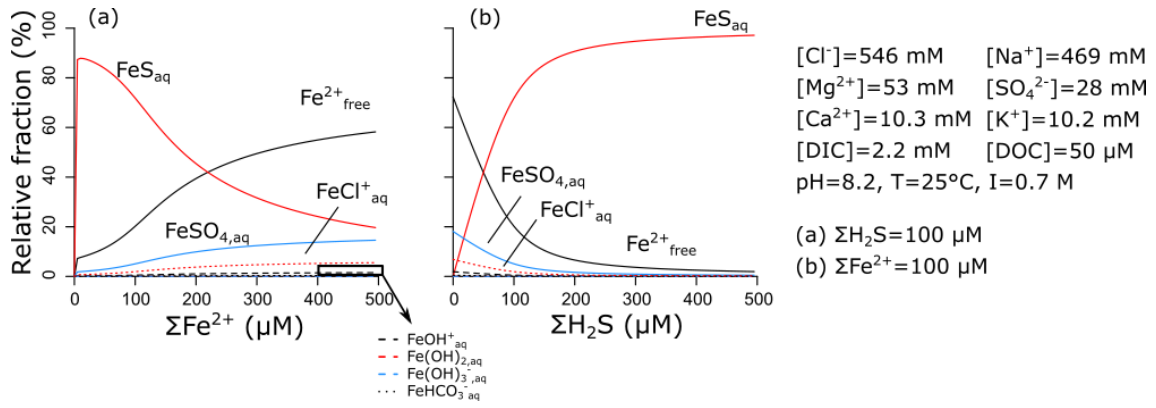 (a)
(b)
Relative fraction (%)
100
80
60
40
20
0
FeS_aq
Fe²⁺_free
FeCl⁺_aq
FeSO₄,aq
0 100 200 300 400 500
ΣFe²⁺ (µM)
FeS_aq
FeSO₄,aq
FeCl⁺_aq
Fe²⁺_free
0 100 200 300 400 500
ΣH₂S (µM)
FeOH⁺_aq
Fe(OH)₂,aq
Fe(OH)₃⁻,aq
FeHCO₃⁻_aq
[Cl⁻]=546 mM [Na⁺]=469 mM
[Mg²⁺]=53 mM [SO₄²⁻]=28 mM
[Ca²⁺]=10.3 mM [K⁺]=10.2 mM
[DIC]=2.2 mM [DOC]=50 µM
pH=8.2, T=25°C, I=0.7 M
(a) ΣH₂S=100 µM
(b) ΣFe²⁺=100 µM